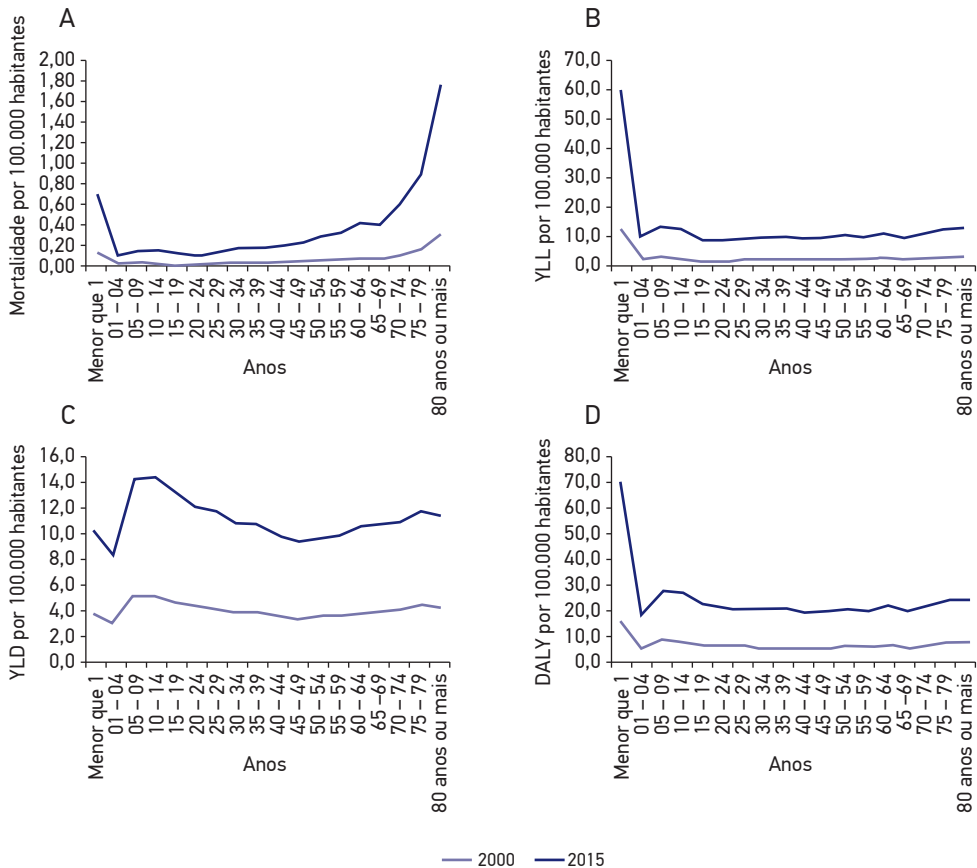 A
Mortalidade por 100.000 habitantes
2,00
1,80
1,60
1,40
1,20
1,00
0,80
0,60
0,40
0,20
0,00
Menor que 1
01 – 04
05 – 09
10 – 14
15 – 19
20 – 24
25 – 29
30 – 34
35 – 39
40 – 44
45 – 49
50 – 54
55 – 59
60 – 64
65 –69
70 – 74
75 – 79
80 anos ou mais
Anos
B
YLL por 100.000 habitantes
70,0
60,0
50,0
40,0
30,0
20,0
10,0
0,0
Menor que 1
01 – 04
05 – 09
10 – 14
15 – 19
20 – 24
25 – 29
30 – 34
35 – 39
40 – 44
45 – 49
50 – 54
55 – 59
60 – 64
65 –69
70 – 74
75 – 79
80 anos ou mais
Anos
C
YLD por 100.000 habitantes
16,0
14,0
12,0
10,0
8,0
6,0
4,0
2,0
0,0
Menor que 1
01 – 04
05 – 09
10 – 14
15 – 19
20 – 24
25 – 29
30 – 34
35 – 39
40 – 44
45 – 49
50 – 54
55 – 59
60 – 64
65 –69
70 – 74
75 – 79
80 anos ou mais
Anos
D
DALY por 100.000 habitantes
80,0
70,0
60,0
50,0
40,0
30,0
20,0
10,0
0,0
Menor que 1
01 – 04
05 – 09
10 – 14
15 – 19
20 – 24
25 – 29
30 – 34
35 – 39
40 – 44
45 – 49
50 – 54
55 – 59
60 – 64
65 –69
70 – 74
75 – 79
80 anos ou mais
Anos
2000
2015